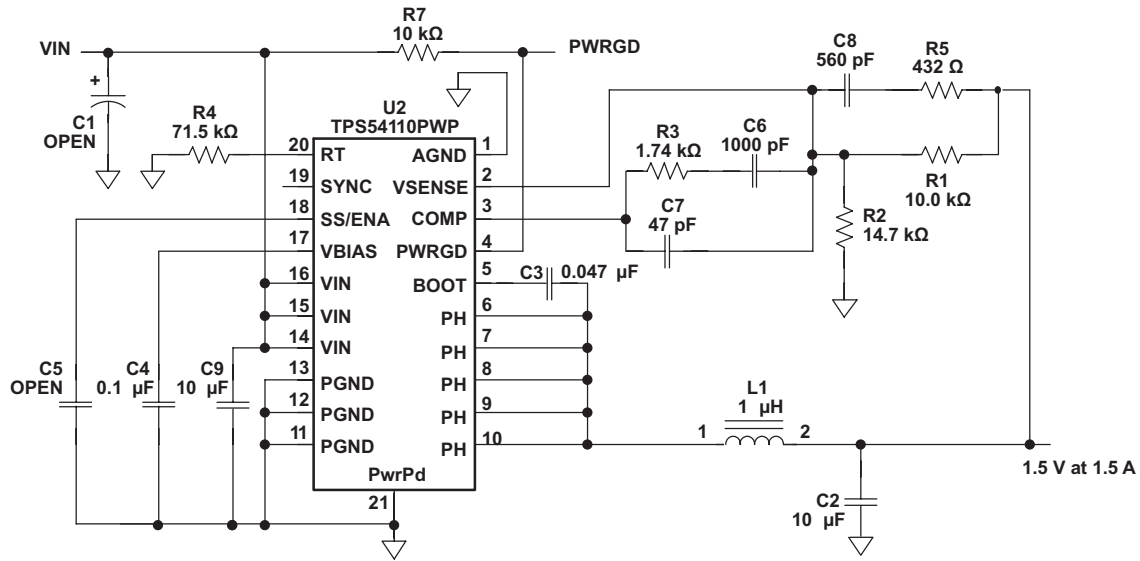 VIN
R7
10 kΩ
PWRGD
+
C1
OPEN
R4
71.5 kΩ
U2
TPS54110PWP
C8
560 pF
R5
432 Ω
R3
1.74 kΩ
C6
1000 pF
R1
10.0 kΩ
C7
47 pF
R2
14.7 kΩ
20 RT
19 SYNC
18 SS/ENA
17 VBIAS
16 VIN
15 VIN
14 VIN
13 PGND
12 PGND
11 PGND
AGND 1
VSENSE 2
COMP 3
PWRGD 4
BOOT 5
PH 6
PH 7
PH 8
PH 9
PH 10
PwrPd
21
C3 0.047 µF
C5
OPEN
C4
0.1 µF
C9
10 µF
L1
1 µH
1 2
1.5 V at 1.5 A
C2
10 µF